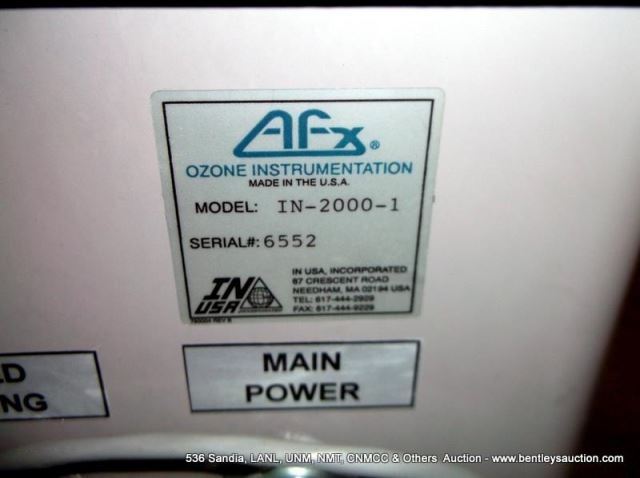 AFx®
OZONE INSTRUMENTATION
MADE IN THE U.S.A.
MODEL: IN-2000-1
SERIAL#: 6552
IN USA
IN USA, INCORPORATED
87 CRESCENT ROAD
NEEDHAM, MA 02194 USA
TEL: 617-444-2929
FAX: 617-444-9229
LD
NG
MAIN
POWER
536 Sandia, LANL, UNM, NMT, CNMCC & Others Auction - www.bentleysauction.com